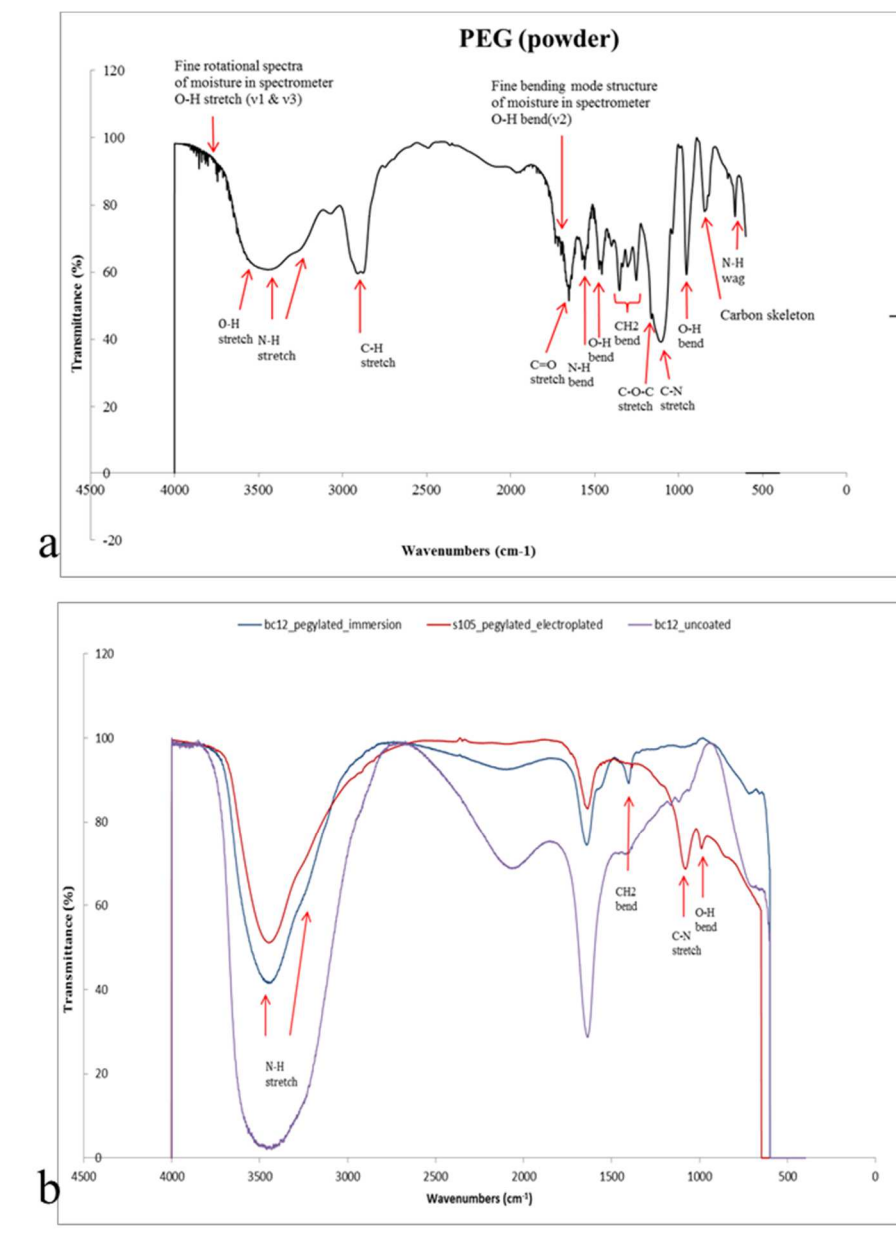 PEG (powder)
Fine rotational spectra
of moisture in spectrometer
O-H stretch (ν1 & ν3)
Fine bending mode structure
of moisture in spectrometer
O-H bend(ν2)
120
100
80
60
40
20
0
-20
Transmittance (%)
O-H
stretch
N-H
stretch
C-H
stretch
C=O
stretch
N-H
bend
O-H
bend
CH2
bend
C-O-C
stretch
C-N
stretch
O-H
bend
Carbon skeleton
N-H
wag
4500 4000 3500 3000 2500 2000 1500 1000 500 0
Wavenumbers (cm-1)
a
bc12_pegylated_immersion s105_pegylated_electroplated bc12_uncoated
120
100
80
60
40
20
0
Transmittance (%)
N-H
stretch
CH2
bend
C-N
stretch
O-H
bend
4500 4000 3500 3000 2500 2000 1500 1000 500 0
Wavenumbers (cm-1)
b